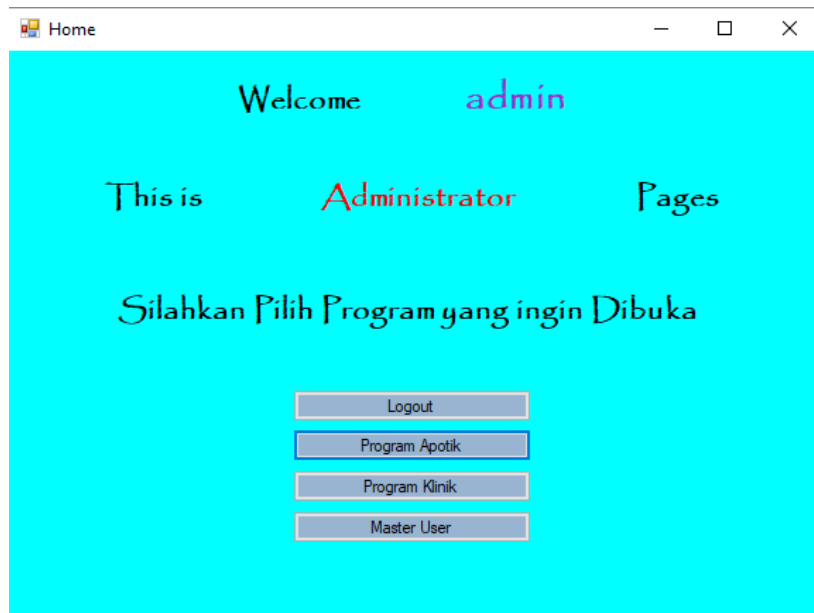 Home
Welcome admin
This is Administrator Pages
Silahkan Pilih Program yang ingin Dibuka
Logout
Program Apotik
Program Klinik
Master User